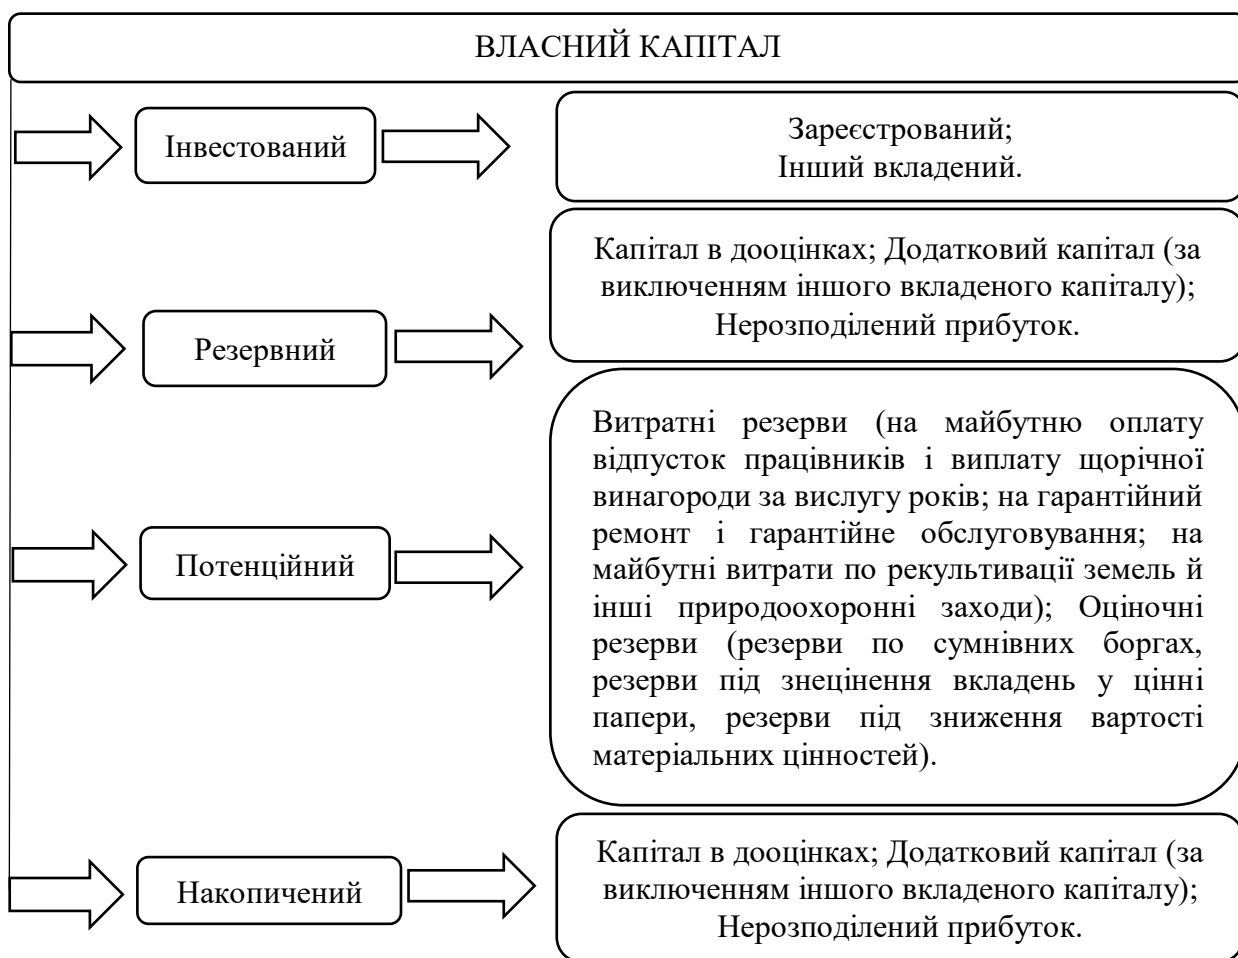 ВЛАСНИЙ КАПІТАЛ
Інвестований
Зареєстрований;
Інший вкладений.
Резервний
Капітал в дооцінках; Додатковий капітал (за
виключенням іншого вкладеного капіталу);
Нерозподілений прибуток.
Потенційний
Витратні резерви (на майбутню оплату
відпусток працівників і виплату щорічної
винагороди за вислугу років; на гарантійний
ремонт і гарантійне обслуговування; на
майбутні витрати по рекультивації земель й
інші природоохоронні заходи); Оціночні
резерви (резерви по сумнівних боргах,
резерви під знецінення вкладень у цінні
папери, резерви під зниження вартості
матеріальних цінностей).
Накопичений
Капітал в дооцінках; Додатковий капітал (за
виключенням іншого вкладеного капіталу);
Нерозподілений прибуток.